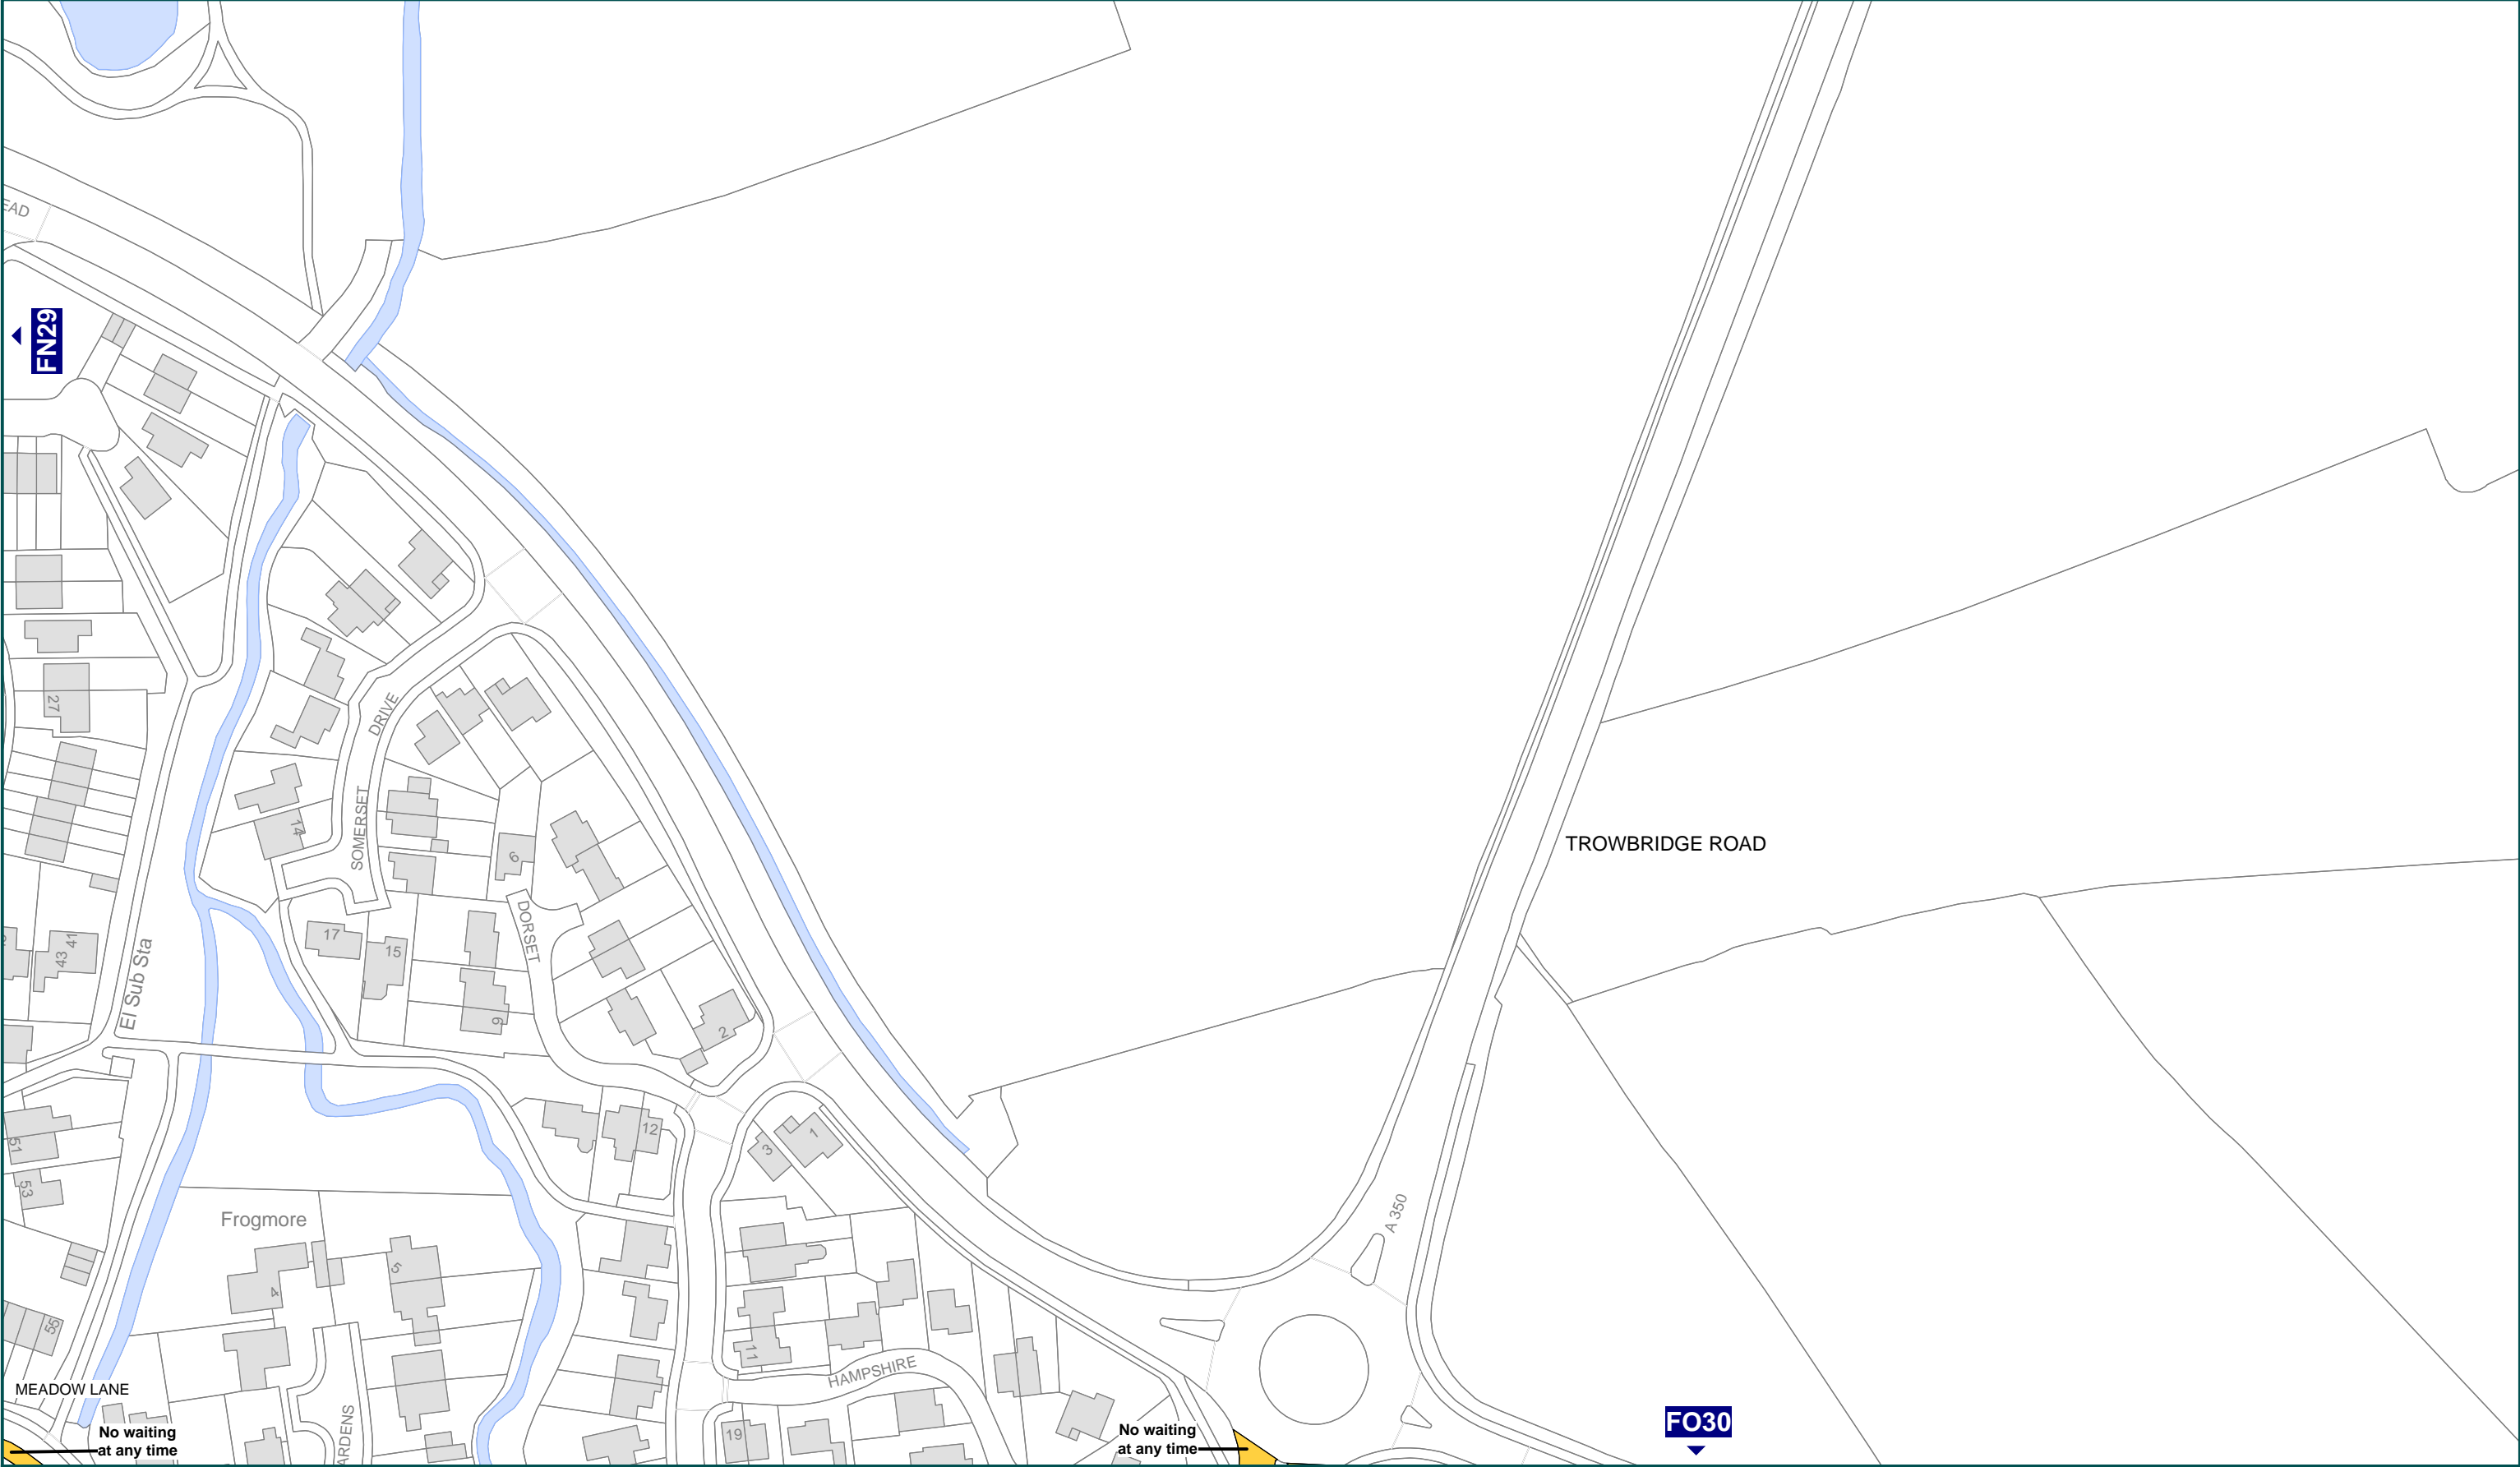 EAD
FN29
27
DRIVE
SOMERSET
14
6
TROWBRIDGE ROAD
DORSET
17
15
41
43
El Sub Sta
9
2
12
1
3
51
53
A 350
Frogmore
4
5
55
11
HAMPSHIRE
MEADOW LANE
No waiting
at any time
ARDENS
19
No waiting
at any time
FO30